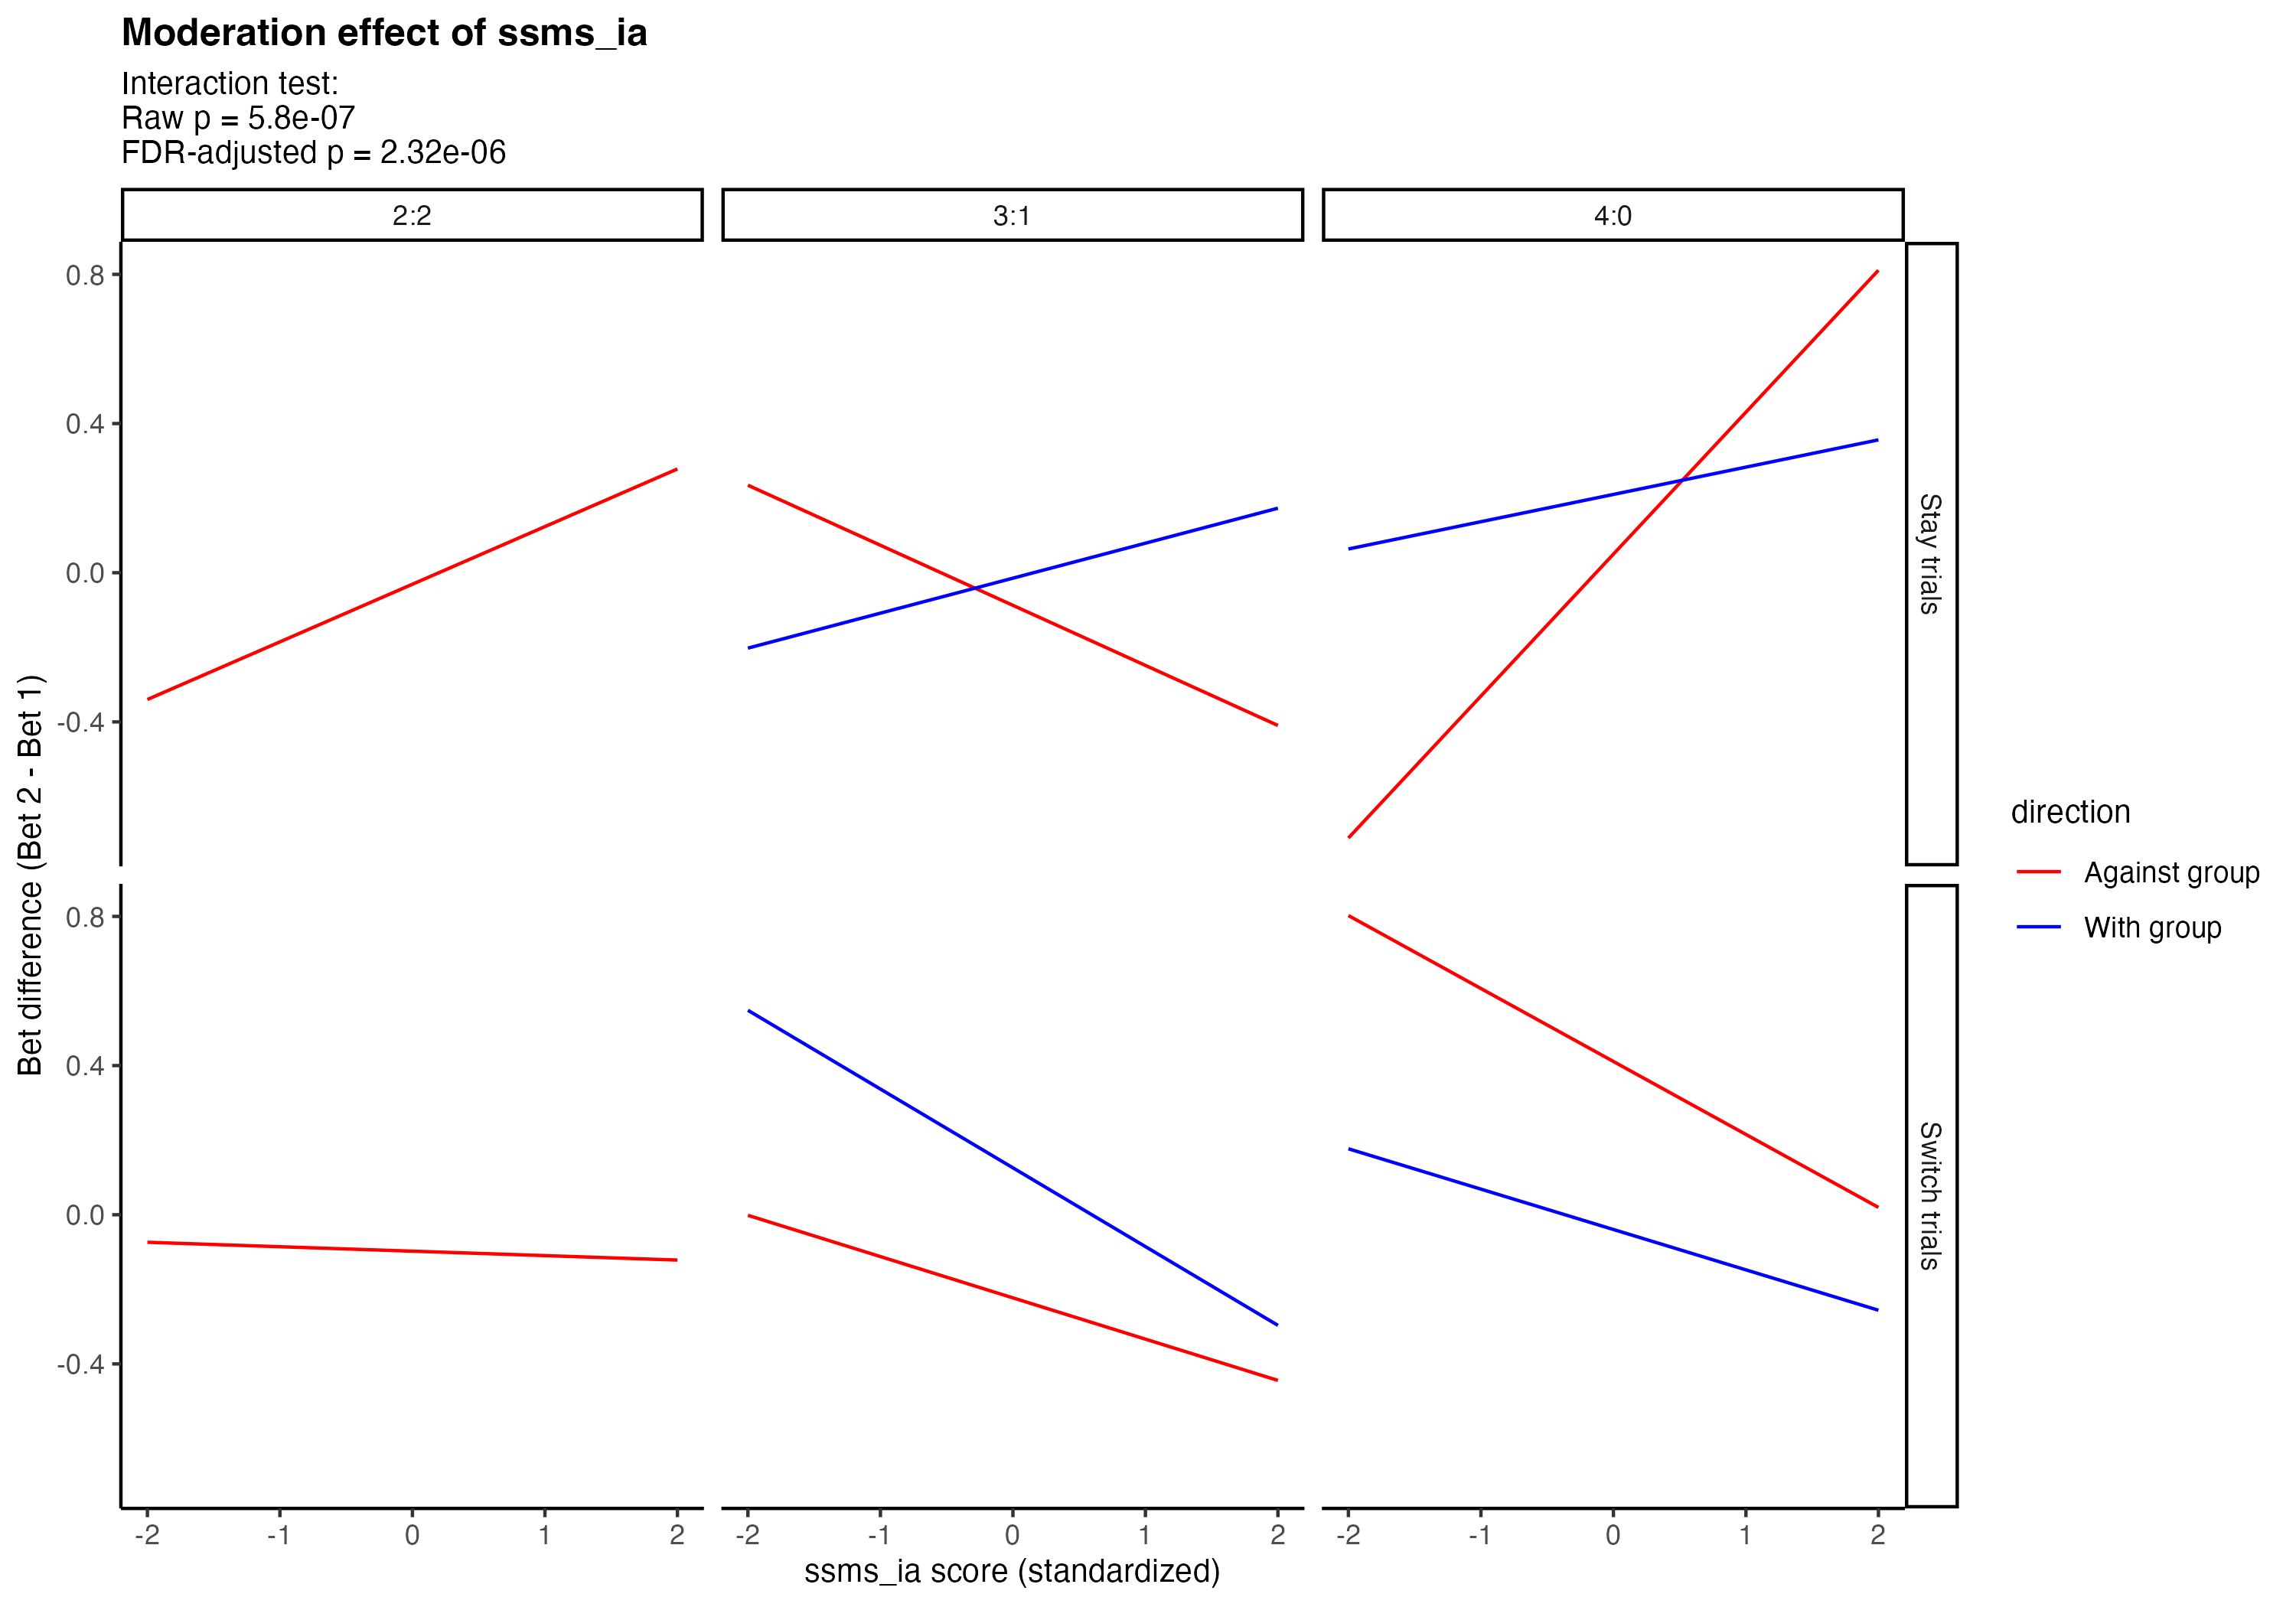 Moderation effect of ssms_ia
Interaction test:
Raw p = 5.8e-07
FDR-adjusted p = 2.32e-06
2:2
3:1
4:0
0.8
0.4
0.0
-0.4
Stay trials
Bet difference (Bet 2 - Bet 1)
0.8
0.4
0.0
-0.4
Switch trials
-2 -1 0 1 2
-2 -1 0 1 2
-2 -1 0 1 2
ssms_ia score (standardized)
direction
Against group
With group